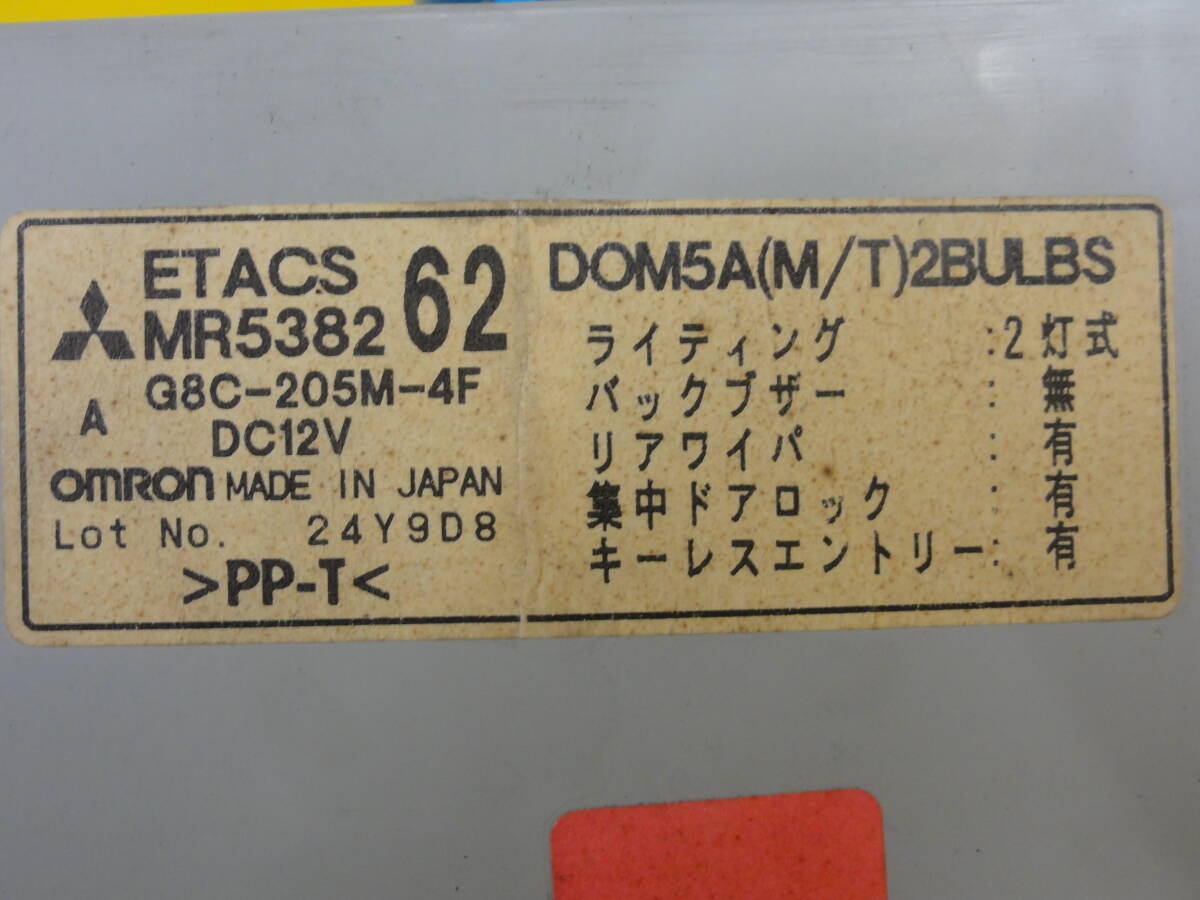 ETACS
MR538262
G8C-205M-4F
A
DC12V
OMRON MADE IN JAPAN
Lot No. 24Y9D8
>PP-T<
DOM5A(M/T)2BULBS
ライティング :2灯式
バックブザー : 無
リアワイパ : 有
集中ドアロック : 有
キーレスエントリー: 有